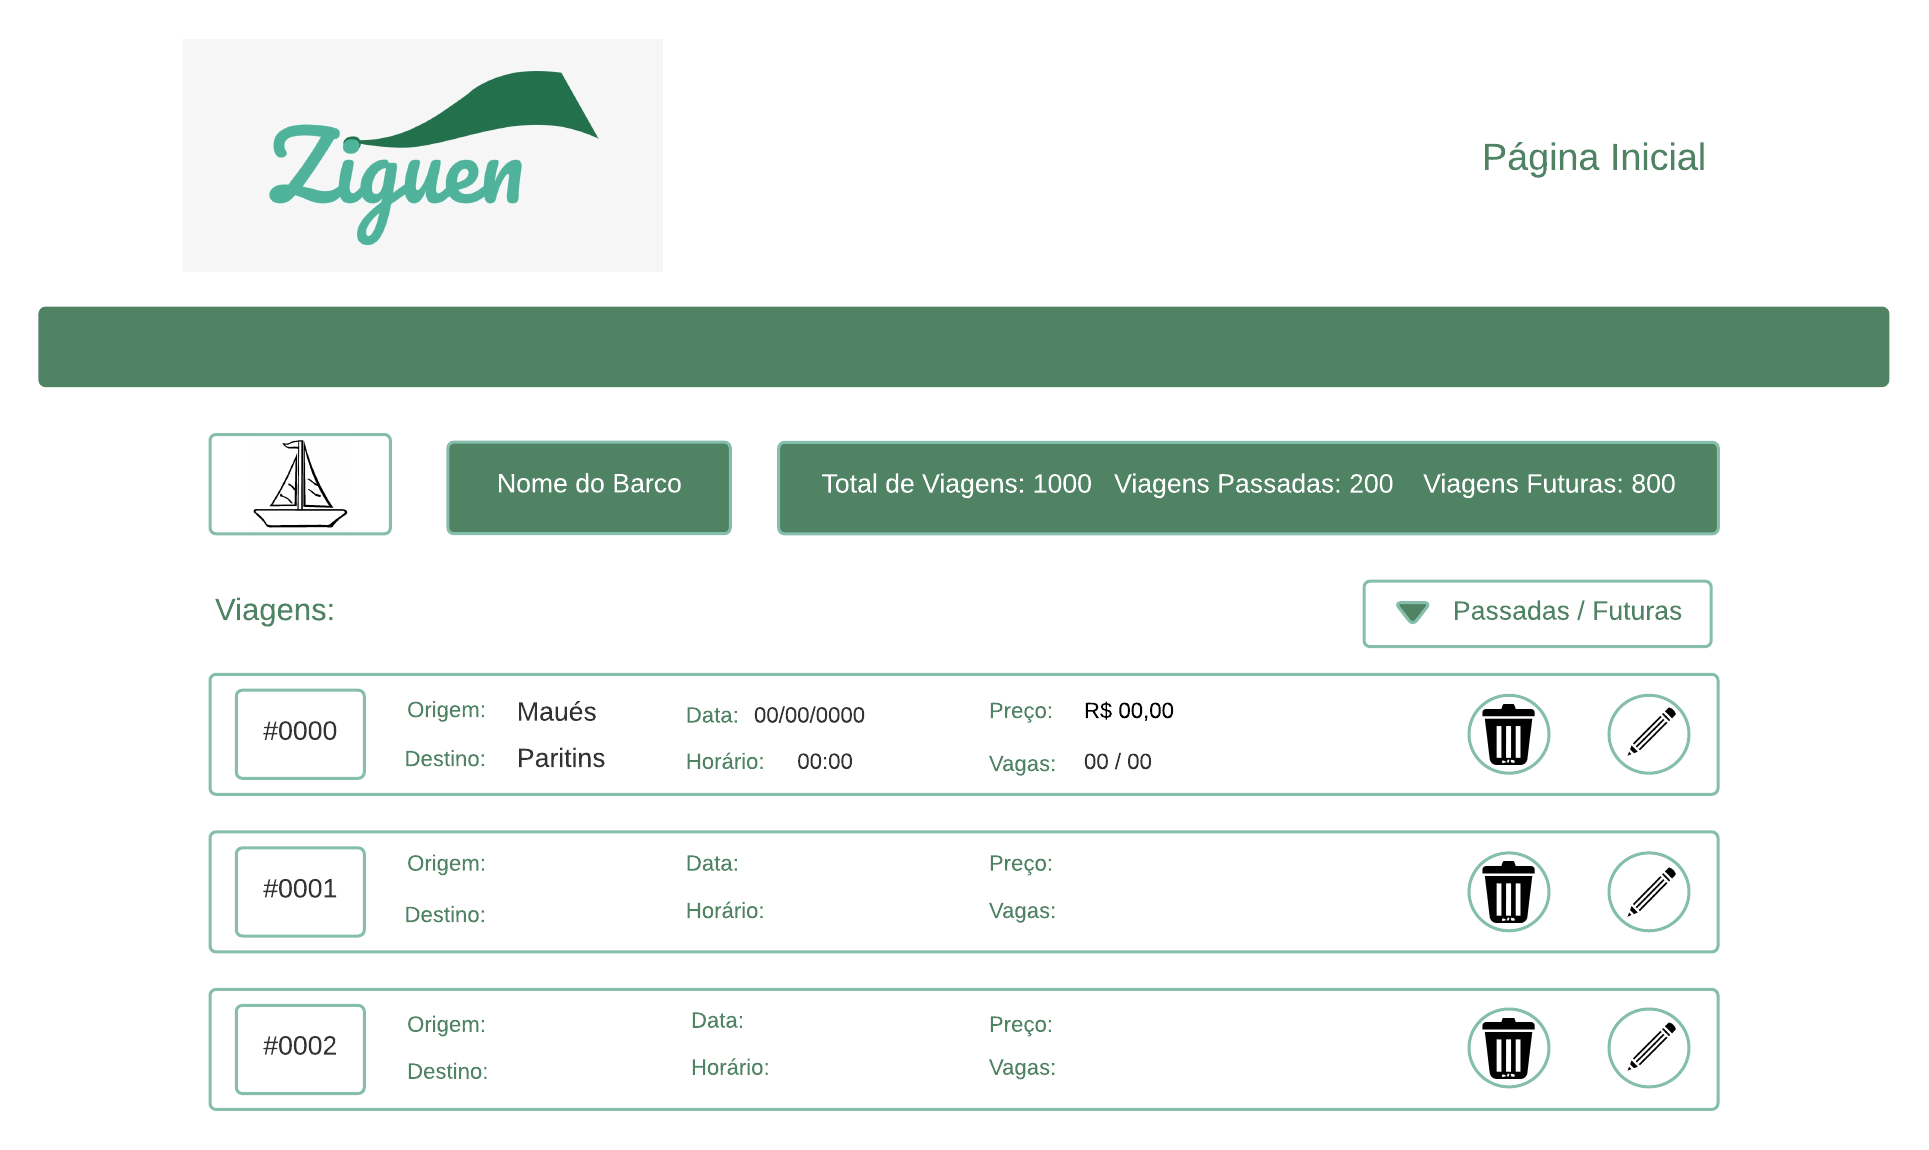 Ziguen
Página Inicial
Nome do Barco
Total de Viagens: 1000 Viagens Passadas: 200 Viagens Futuras: 800
Viagens:
Passadas / Futuras
#0000
Origem: Maués
Destino: Paritins
Data: 00/00/0000
Horário: 00:00
Preço: R$ 00,00
Vagas: 00 / 00
#0001
Origem:
Destino:
Data:
Horário:
Preço:
Vagas:
#0002
Origem:
Destino:
Data:
Horário:
Preço:
Vagas: